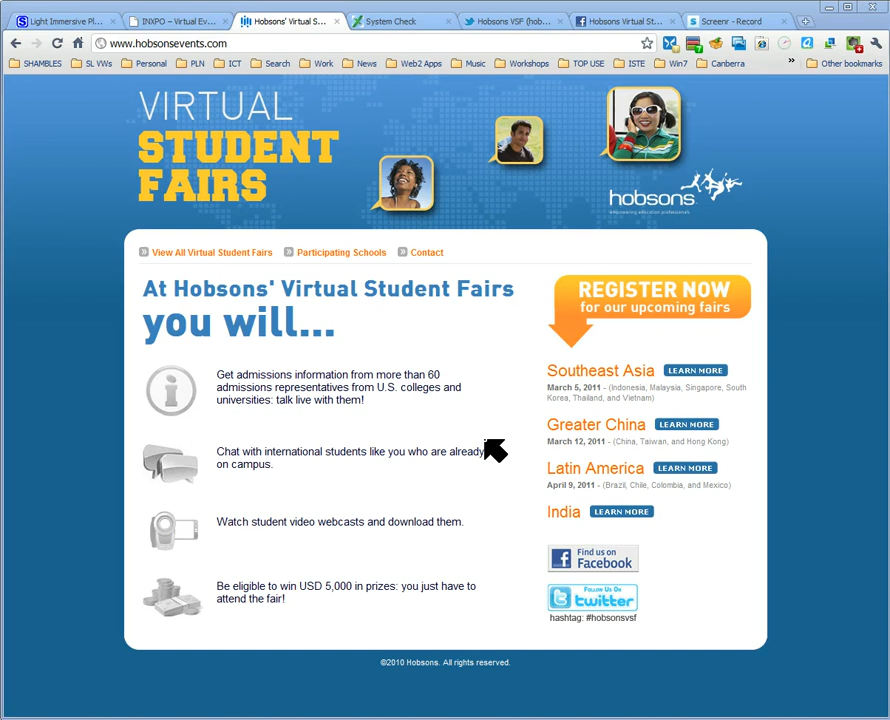 Light Immersive Pl...
INXPO – Virtual Ev...
Hobsons' Virtual S...
System Check
Hobsons VSF (hob...
Hobsons Virtual St...
Screenr - Record
www.hobsonsevents.com
SHAMBLES
SL VWs
Personal
PLN
ICT
Search
Work
News
Web2 Apps
Music
Workshops
TOP USE
ISTE
Win7
Canberra
»
Other bookmarks
VIRTUAL
STUDENT
FAIRS
hobsons
empowering education professionals
View All Virtual Student Fairs
Participating Schools
Contact
At Hobsons' Virtual Student Fairs
you will...
Get admissions information from more than 60
admissions representatives from U.S. colleges and
universities: talk live with them!
Chat with international students like you who are already
on campus.
Watch student video webcasts and download them.
Be eligible to win USD 5,000 in prizes: you just have to
attend the fair!
REGISTER NOW
for our upcoming fairs
Southeast Asia LEARN MORE
March 5, 2011 - (Indonesia, Malaysia, Singapore, South
Korea, Thailand, and Vietnam)
Greater China LEARN MORE
March 12, 2011 - (China, Taiwan, and Hong Kong)
Latin America LEARN MORE
April 9, 2011 - (Brazil, Chile, Colombia, and Mexico)
India LEARN MORE
Find us on
Facebook
FOLLOW US ON
twitter
hashtag: #hobsonsvsf
©2010 Hobsons. All rights reserved.